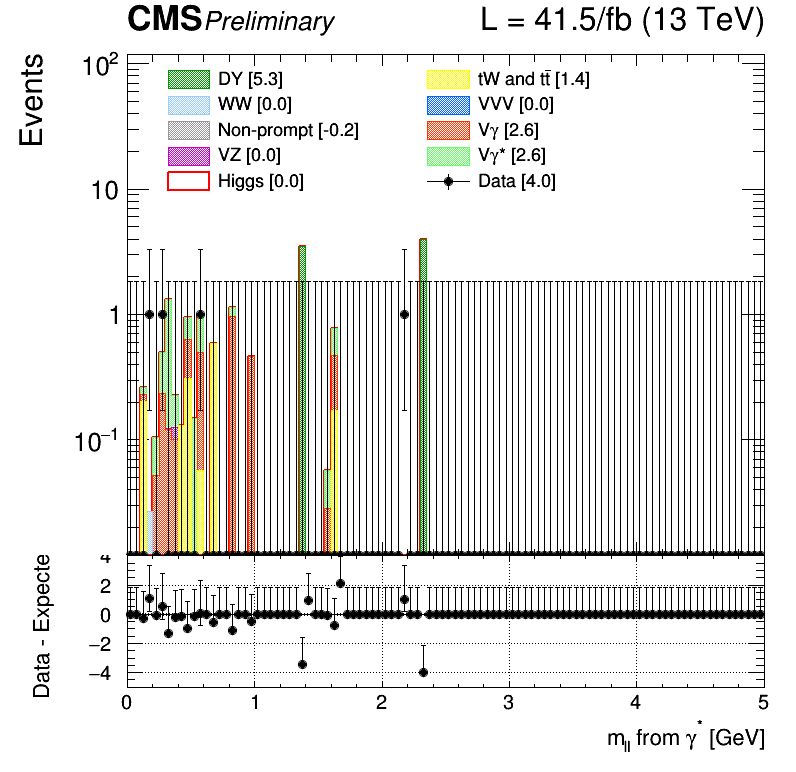 CMS Preliminary L = 41.5/fb (13 TeV)
Events
10²
10
1
10⁻¹
DY [5.3]
WW [0.0]
Non-prompt [-0.2]
VZ [0.0]
Higgs [0.0]
tW and tt̄ [1.4]
VVV [0.0]
Vγ [2.6]
Vγ* [2.6]
Data [4.0]
Data - Expecte
4
2
0
−2
−4
0 1 2 3 4 5
m_ll from γ* [GeV]